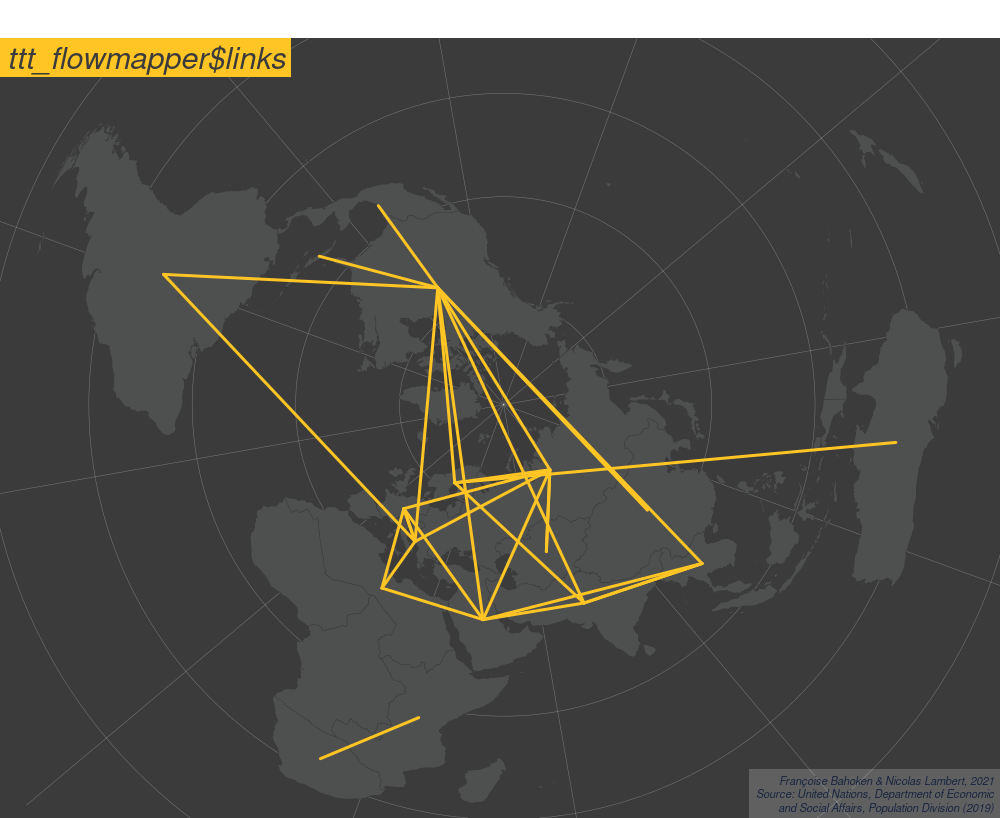 ttt_flowmapper$links
Françoise Bahoken & Nicolas Lambert, 2021
Source: United Nations, Department of Economic
and Social Affairs, Population Division (2019)